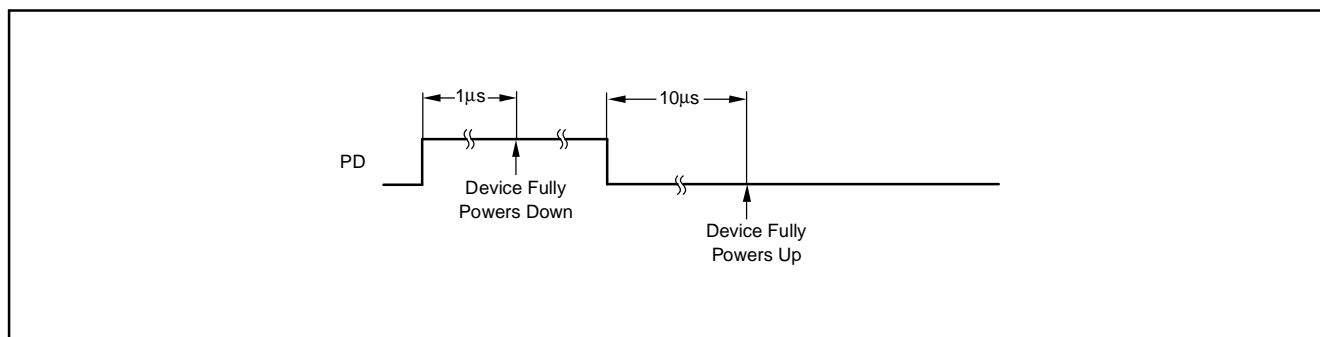 1μs
10μs
PD
Device Fully
Powers Down
Device Fully
Powers Up